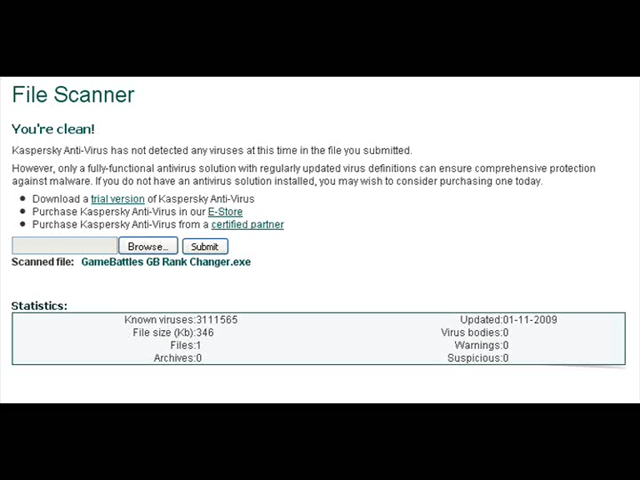 File Scanner
You're clean!
Kaspersky Anti-Virus has not detected any viruses at this time in the file you submitted.
However, only a fully-functional antivirus solution with regularly updated virus definitions can ensure comprehensive protection
against malware. If you do not have an antivirus solution installed, you may wish to consider purchasing one today.
Download a trial version of Kaspersky Anti-Virus
Purchase Kaspersky Anti-Virus in our E-Store
Purchase Kaspersky Anti-Virus from a certified partner
Browse... Submit
Scanned file: GameBattles GB Rank Changer.exe
Statistics:
Known viruses:3111565 Updated:01-11-2009
File size (Kb):346 Virus bodies:0
Files:1 Warnings:0
Archives:0 Suspicious:0